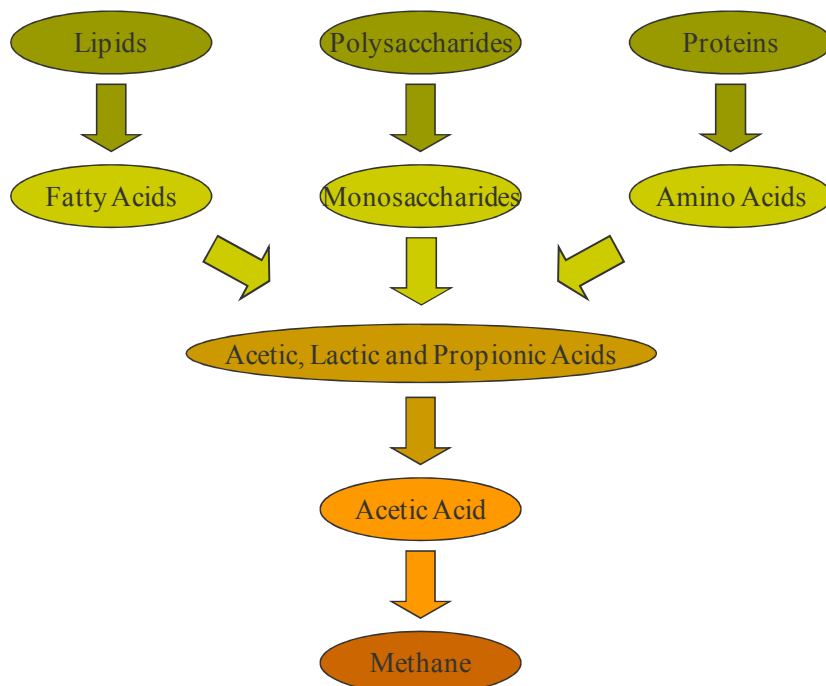 Lipids
Polysaccharides
Proteins
Fatty Acids
Monosaccharides
Amino Acids
Acetic, Lactic and Propionic Acids
Acetic Acid
Methane